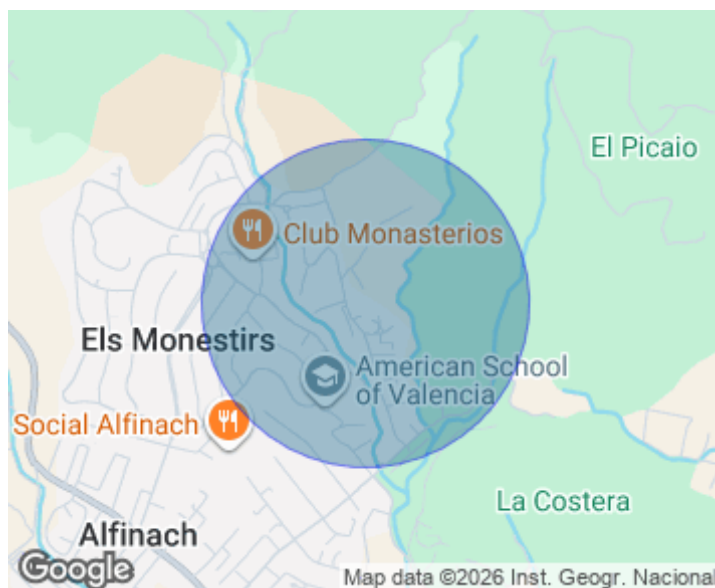 El Picaio
Club Monasterios
Els Monestirs
American School
of Valencia
Social Alfinach
La Costera
Alfinach
Google
Map data ©2026 Inst. Geogr. Nacional